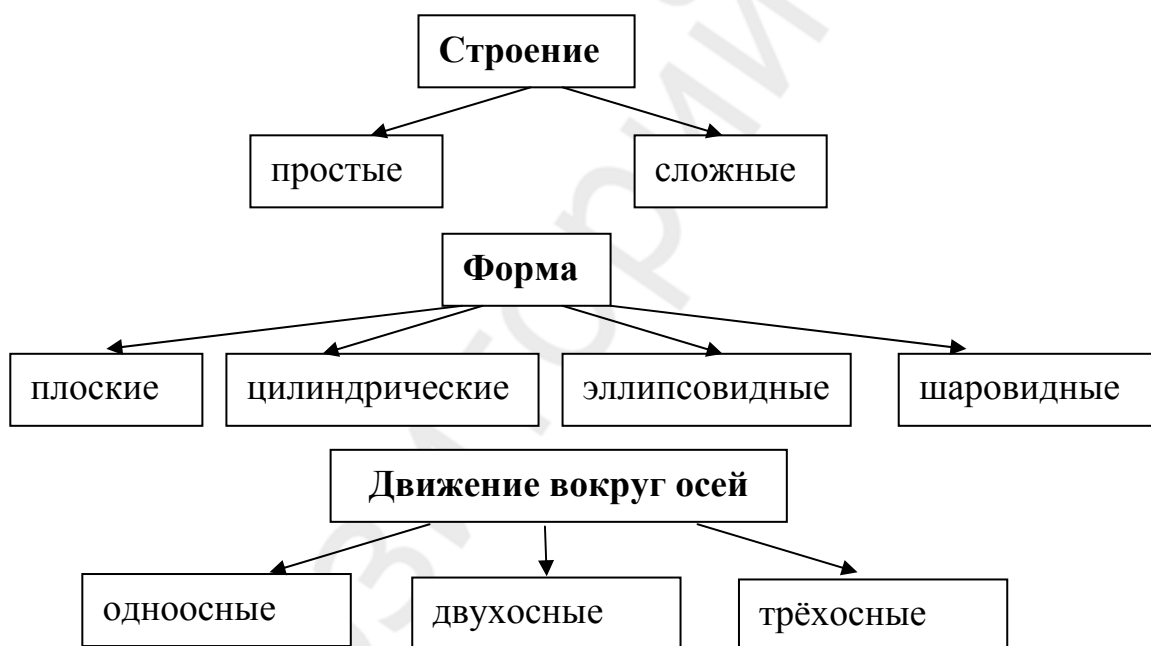 Строение
простые сложные
Форма
плоские цилиндрические эллипсовидные шаровидные
Движение вокруг осей
одноосные двухосные трёхосные